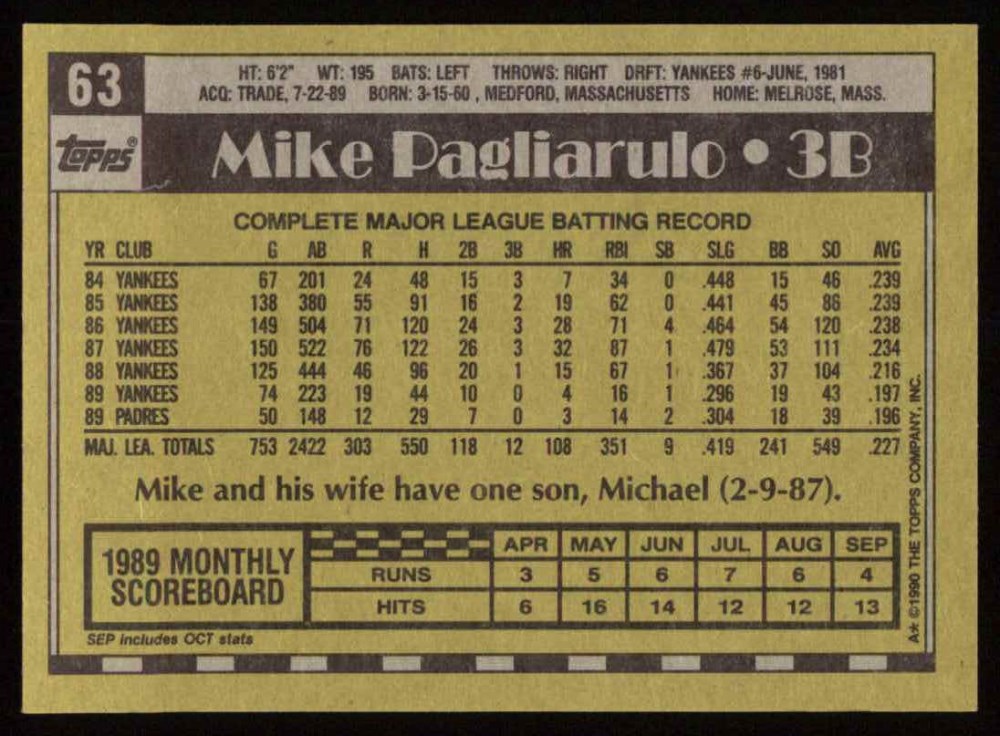 63
HT: 6'2" WT: 195 BATS: LEFT THROWS: RIGHT DRFT: YANKEES #6-JUNE, 1981
ACQ: TRADE, 7-22-89 BORN: 3-15-60 , MEDFORD, MASSACHUSETTS HOME: MELROSE, MASS.
topps®
Mike Pagliarulo • 3B
COMPLETE MAJOR LEAGUE BATTING RECORD
YR CLUB G AB R H 2B 3B HR RBI SB SLG BB SO AVG
84 YANKEES 67 201 24 48 15 3 7 34 0 .448 15 46 .239
85 YANKEES 138 380 55 91 16 2 19 62 0 .441 45 86 .239
86 YANKEES 149 504 71 120 24 3 28 71 4 .464 54 120 .238
87 YANKEES 150 522 76 122 26 3 32 87 1 .479 53 111 .234
88 YANKEES 125 444 46 96 20 1 15 67 1 .367 37 104 .216
89 YANKEES 74 223 19 44 10 0 4 16 1 .296 19 43 .197
89 PADRES 50 148 12 29 7 0 3 14 2 .304 18 39 .196
MAJ. LEA. TOTALS 753 2422 303 550 118 12 108 351 9 .419 241 549 .227
Mike and his wife have one son, Michael (2-9-87).
1989 MONTHLY
SCOREBOARD
APR MAY JUN JUL AUG SEP
RUNS 3 5 6 7 6 4
HITS 6 16 14 12 12 13
SEP includes OCT stats
A* ©1990 THE TOPPS COMPANY, INC.